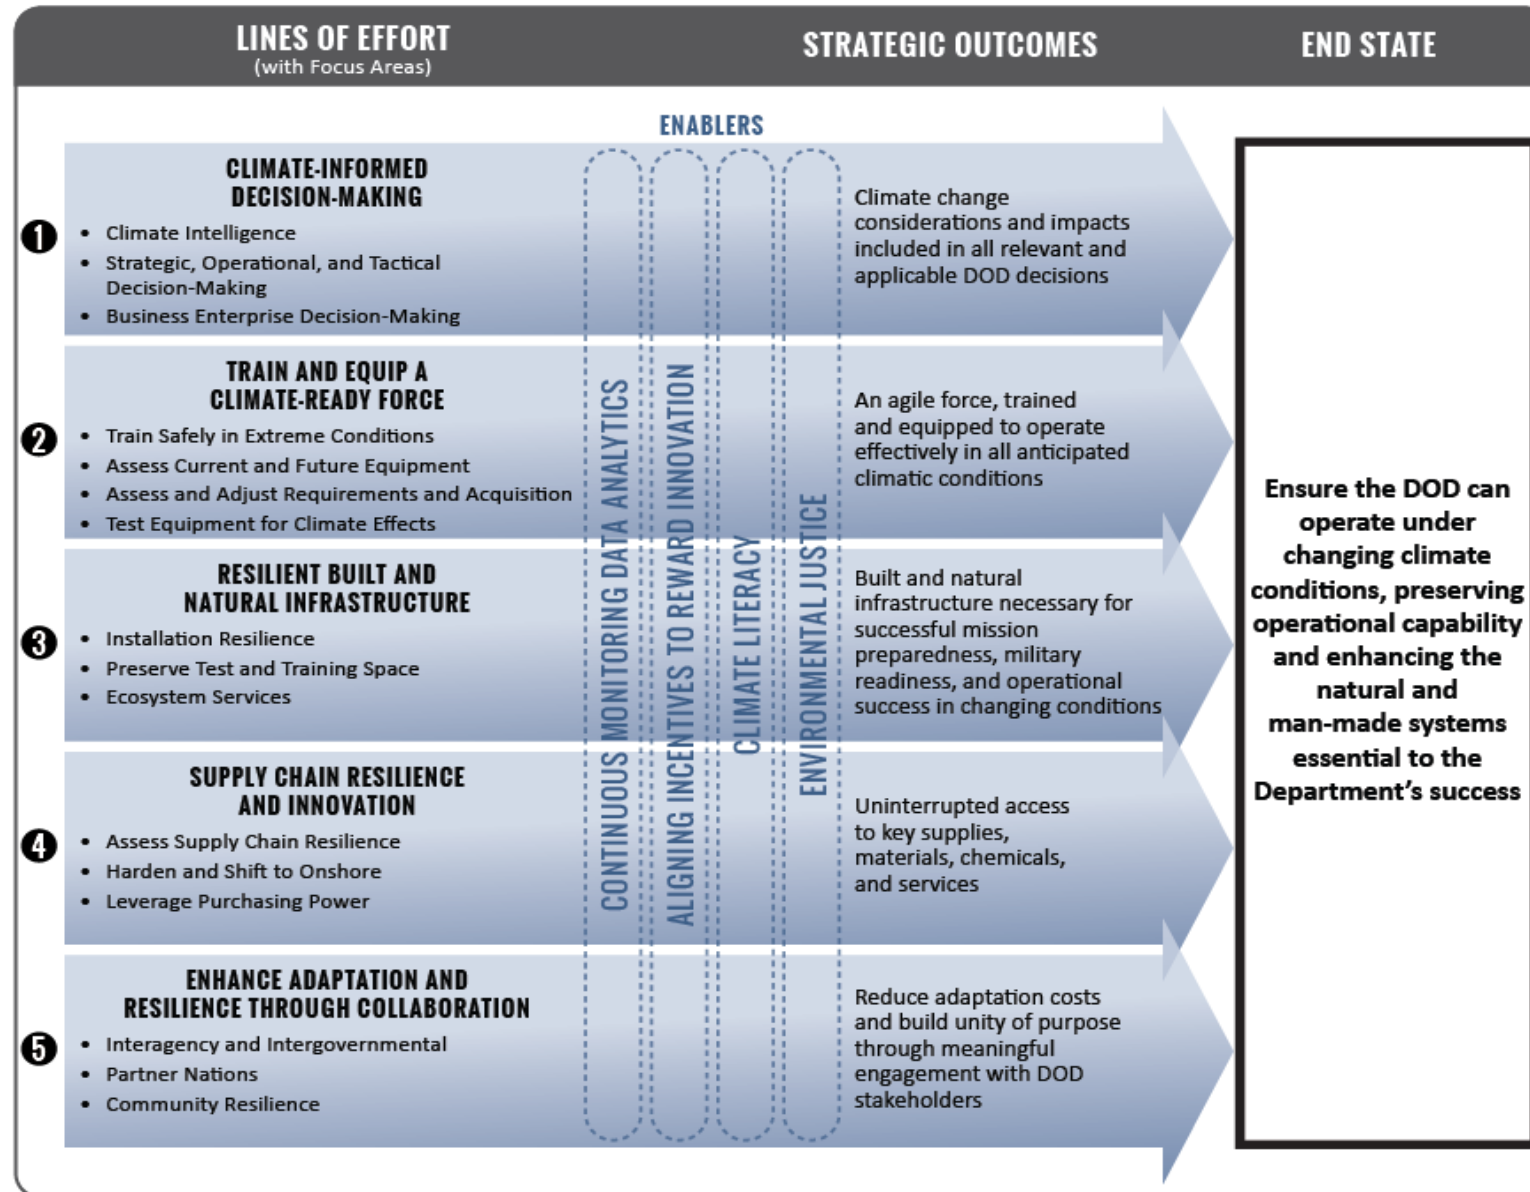 LINES OF EFFORT
(with Focus Areas)
STRATEGIC OUTCOMES
END STATE
ENABLERS
CONTINUOUS MONITORING DATA ANALYTICS
ALIGNING INCENTIVES TO REWARD INNOVATION
CLIMATE LITERACY
ENVIRONMENTAL JUSTICE
1
CLIMATE-INFORMED
DECISION-MAKING
• Climate Intelligence
• Strategic, Operational, and Tactical
Decision-Making
• Business Enterprise Decision-Making
Climate change
considerations and impacts
included in all relevant and
applicable DOD decisions
2
TRAIN AND EQUIP A
CLIMATE-READY FORCE
• Train Safely in Extreme Conditions
• Assess Current and Future Equipment
• Assess and Adjust Requirements and Acquisition
• Test Equipment for Climate Effects
An agile force, trained
and equipped to operate
effectively in all anticipated
climatic conditions
3
RESILIENT BUILT AND
NATURAL INFRASTRUCTURE
• Installation Resilience
• Preserve Test and Training Space
• Ecosystem Services
Built and natural
infrastructure necessary for
successful mission
preparedness, military
readiness, and operational
success in changing conditions
4
SUPPLY CHAIN RESILIENCE
AND INNOVATION
• Assess Supply Chain Resilience
• Harden and Shift to Onshore
• Leverage Purchasing Power
Uninterrupted access
to key supplies,
materials, chemicals,
and services
5
ENHANCE ADAPTATION AND
RESILIENCE THROUGH COLLABORATION
• Interagency and Intergovernmental
• Partner Nations
• Community Resilience
Reduce adaptation costs
and build unity of purpose
through meaningful
engagement with DOD
stakeholders
Ensure the DOD can
operate under
changing climate
conditions, preserving
operational capability
and enhancing the
natural and
man-made systems
essential to the
Department's success